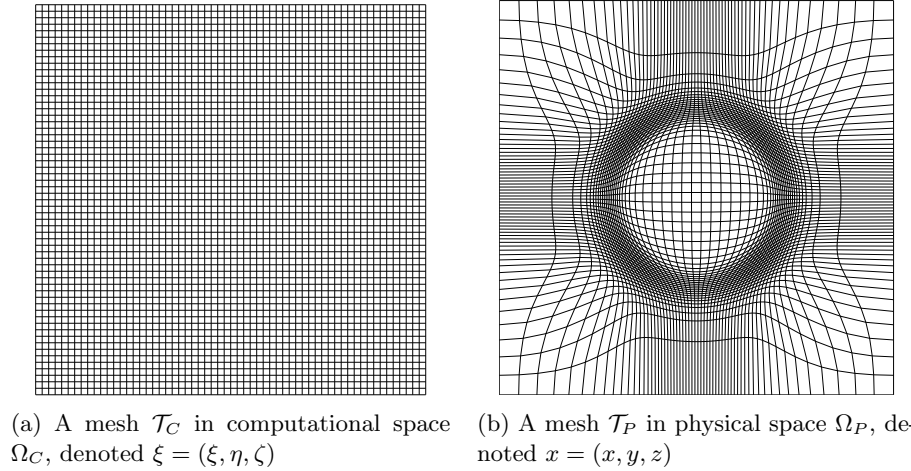 (a) A mesh 𝒯_C in computational space
Ω_C, denoted ξ = (ξ, η, ζ)
(b) A mesh 𝒯_P in physical space Ω_P, de-
noted x = (x, y, z)